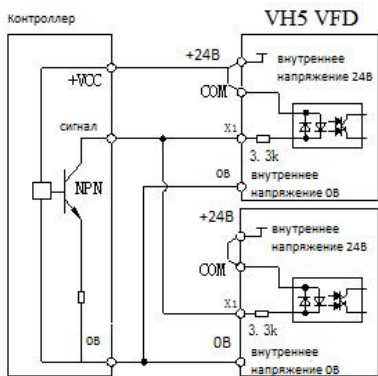 Контроллер
VH5 VFD
+24В
внутреннее
напряжение 24В
+VCC
COM
сигнал
X1
3. 3k
NPN
0В
внутреннее
напряжение 0В
+24В
внутреннее
напряжение 24В
COM
X1
3. 3k
0В
0В
внутреннее
напряжение 0В